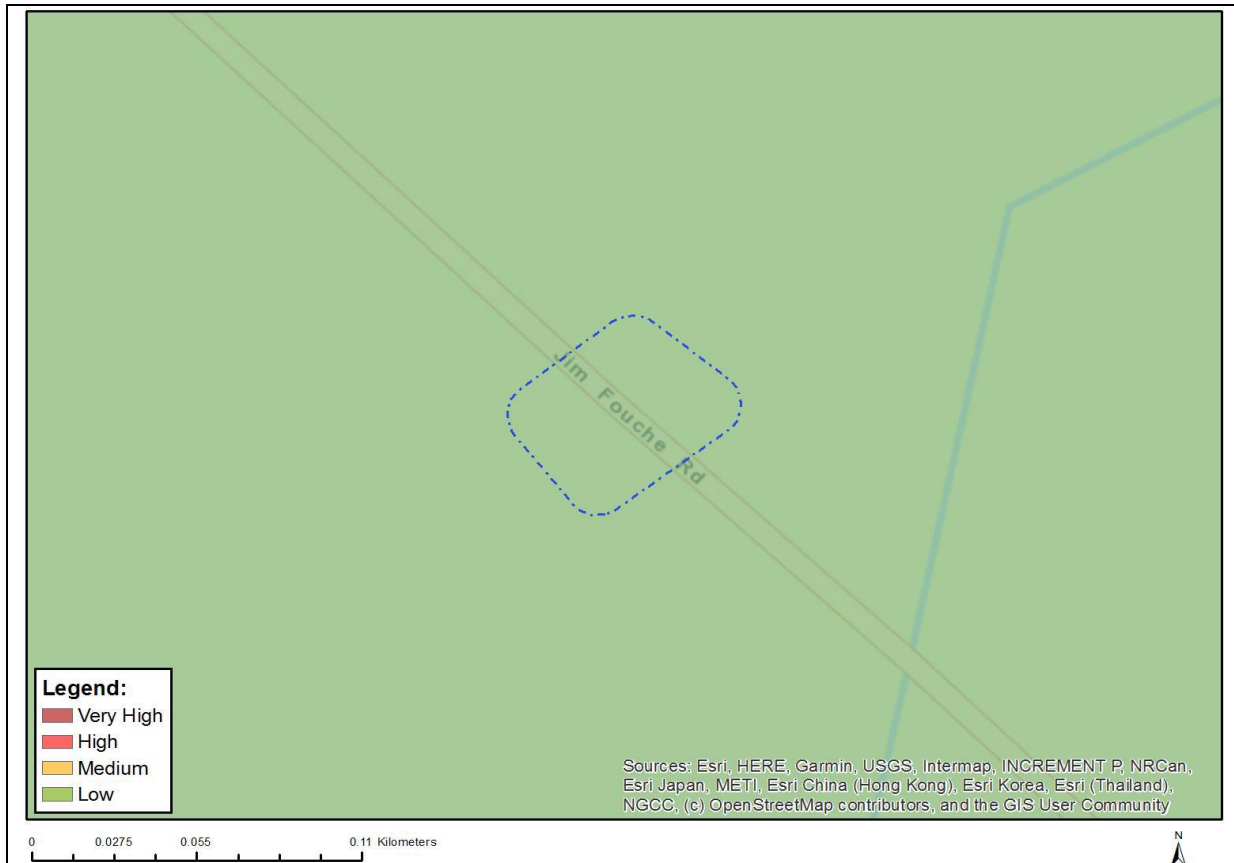 Jim Fouche Rd
Legend:
Very High
High
Medium
Low
Sources: Esri, HERE, Garmin, USGS, Intermap, INCREMENT P, NRCan,
Esri Japan, METI, Esri China (Hong Kong), Esri Korea, Esri (Thailand),
NGCC, (c) OpenStreetMap contributors, and the GIS User Community
0 0.0275 0.055 0.11 Kilometers
N